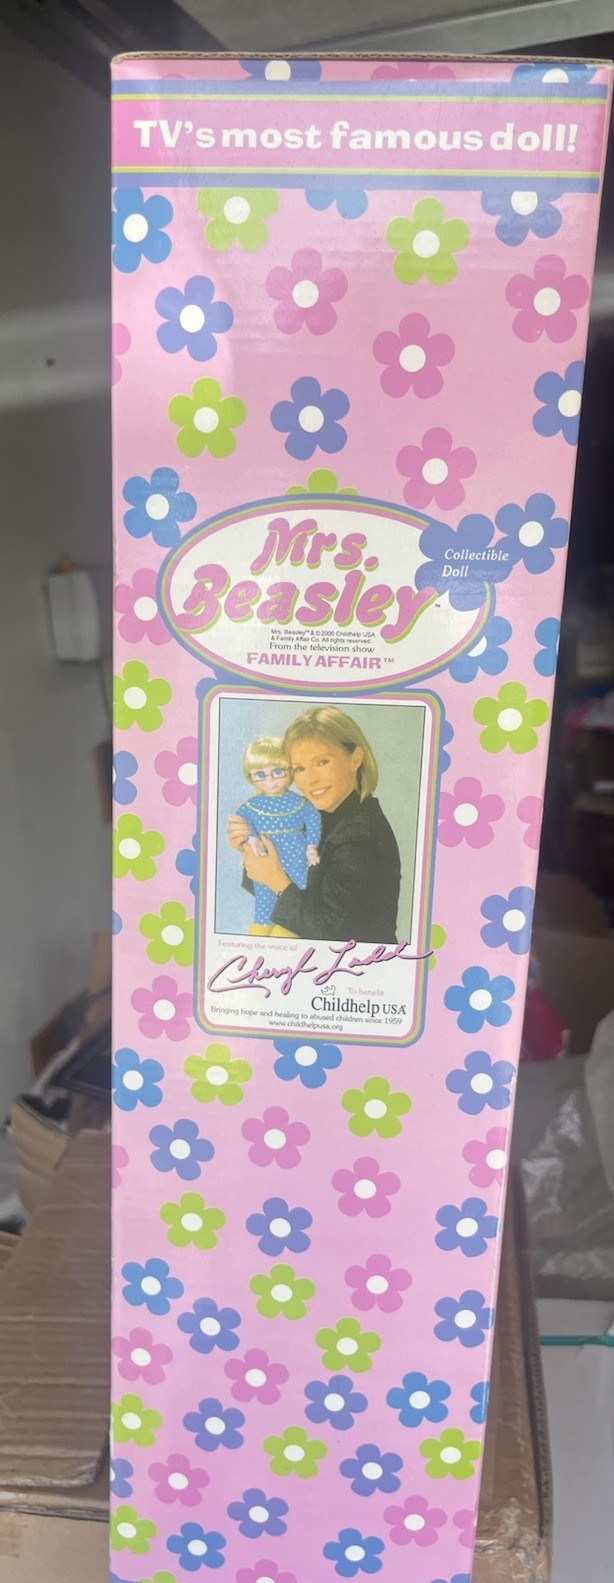 TV's most famous doll!
Mrs.
Beasley™
Collectible
Doll
Mrs. Beasley™ & © 2000 Childhelp USA
& Family Affair Co. All rights reserved.
From the television show
FAMILY AFFAIR™
Featuring the voice of
Cheryl Ladd
To benefit
Childhelp USA
Bringing hope and healing to abused children since 1959
www.childhelpusa.org